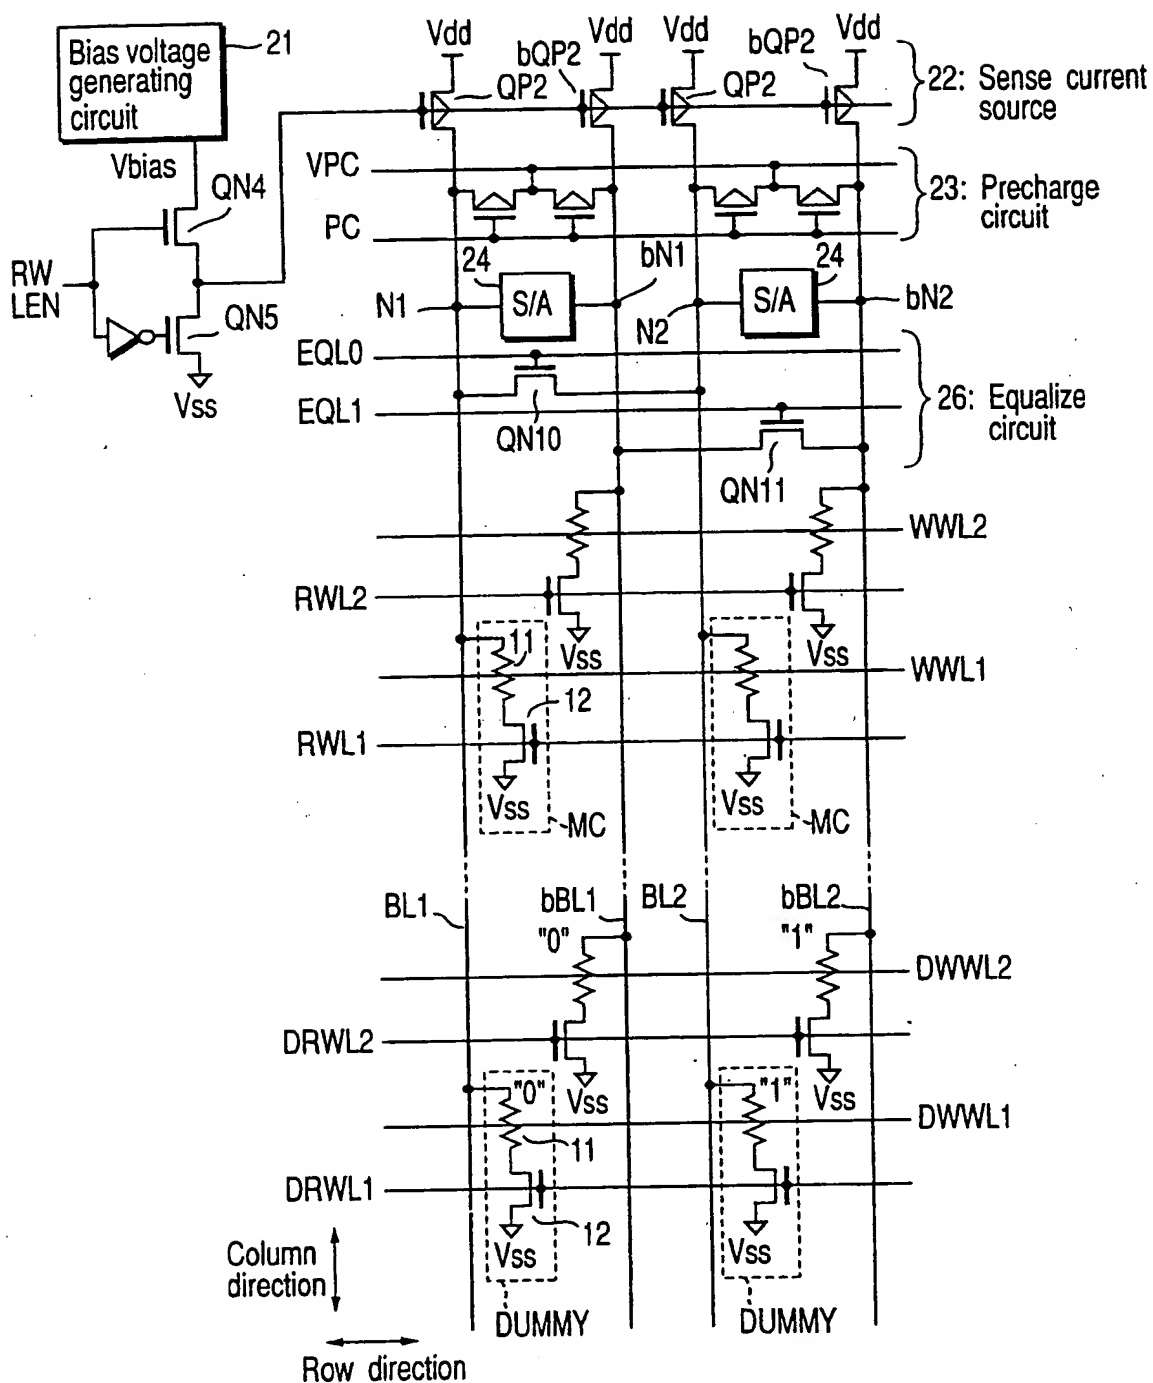 Vdd Vdd Vdd Vdd
Bias voltage
generating
circuit
21
bQP2 bQP2
QP2 QP2
22: Sense current
source
Vbias
VPC
QN4
23: Precharge
circuit
PC
RW
LEN
24 bN1 24
N1 S/A S/A bN2
N2
QN5
Vss
EQL0
EQL1
QN10
26: Equalize
circuit
QN11
WWL2
RWL2
Vss Vss
11
WWL1
12
RWL1
Vss Vss
MC MC
BL1 bBL1 BL2 bBL2
"0" "1"
DWWL2
DRWL2
Vss Vss
"0" "1"
DWWL1
11
DRWL1
12
Vss Vss
Column
direction
DUMMY DUMMY
Row direction